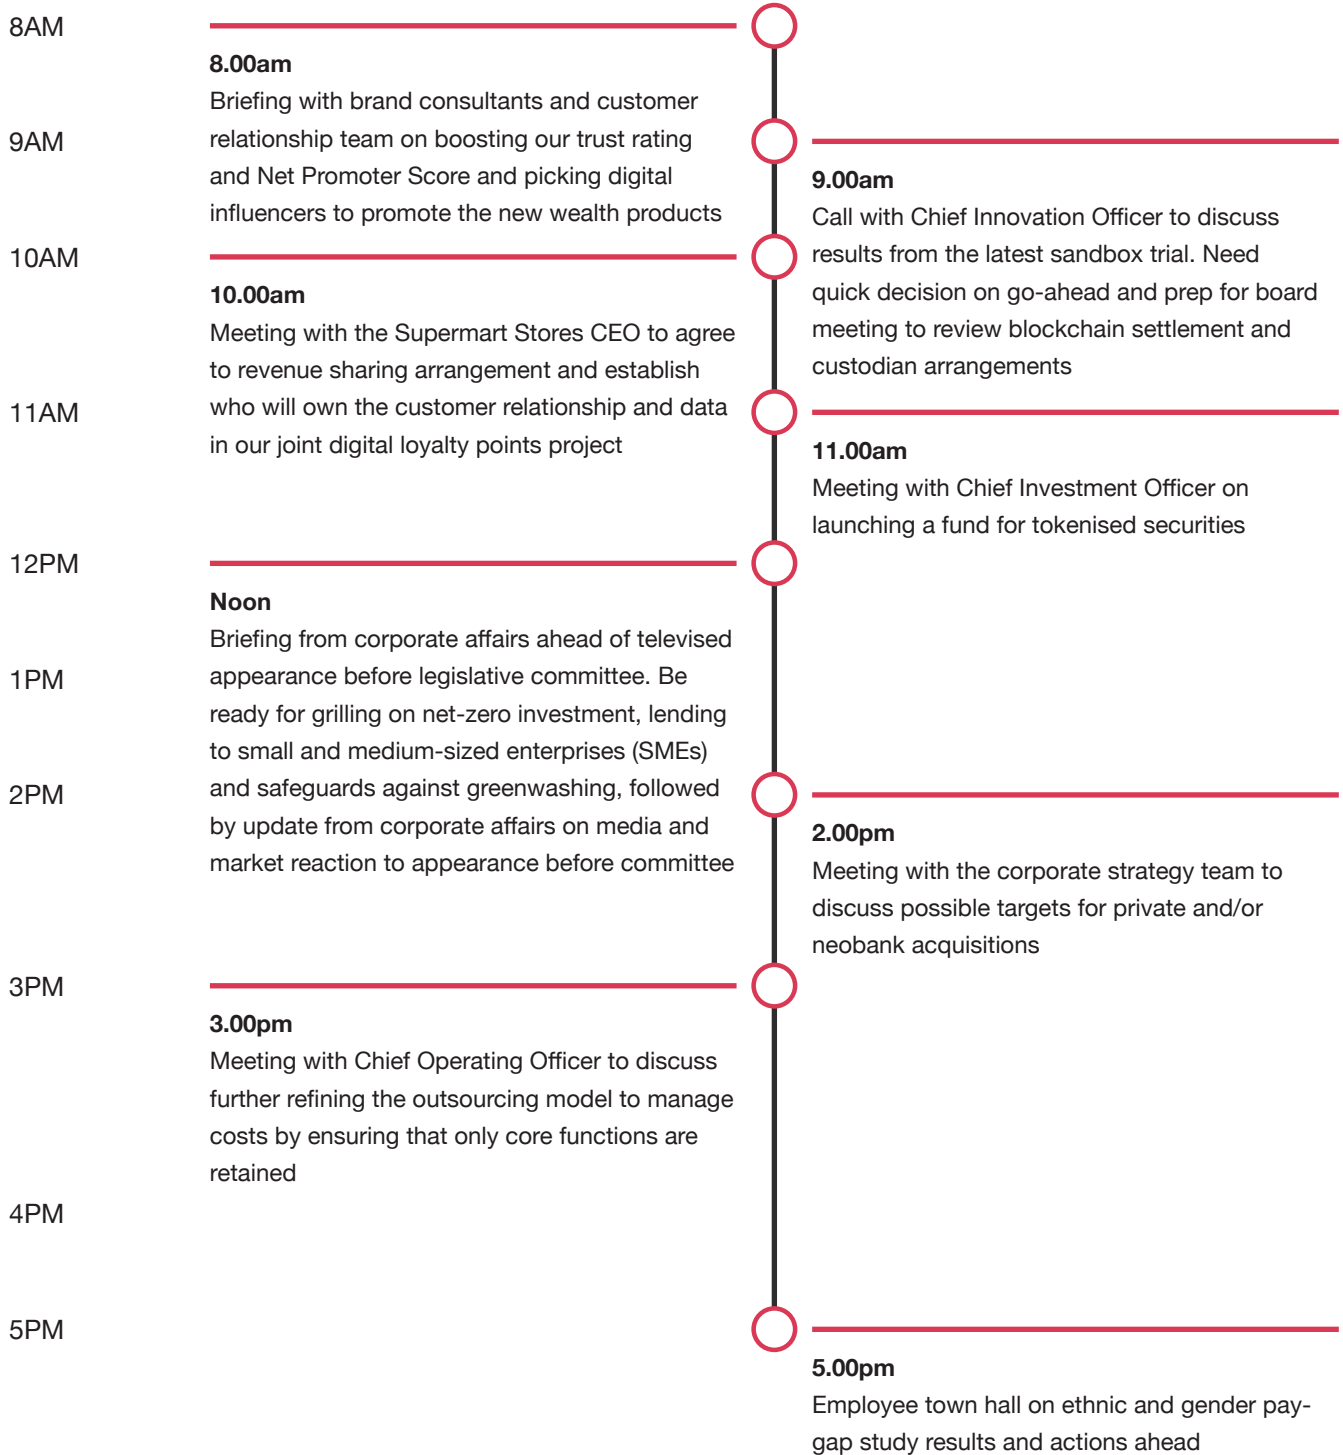 8AM
8.00am
Briefing with brand consultants and customer
relationship team on boosting our trust rating
and Net Promoter Score and picking digital
influencers to promote the new wealth products
9AM
9.00am
Call with Chief Innovation Officer to discuss
results from the latest sandbox trial. Need
quick decision on go-ahead and prep for board
meeting to review blockchain settlement and
custodian arrangements
10AM
10.00am
Meeting with the Supermart Stores CEO to agree
to revenue sharing arrangement and establish
who will own the customer relationship and data
in our joint digital loyalty points project
11AM
11.00am
Meeting with Chief Investment Officer on
launching a fund for tokenised securities
12PM
Noon
Briefing from corporate affairs ahead of televised
appearance before legislative committee. Be
ready for grilling on net-zero investment, lending
to small and medium-sized enterprises (SMEs)
and safeguards against greenwashing, followed
by update from corporate affairs on media and
market reaction to appearance before committee
1PM
2PM
2.00pm
Meeting with the corporate strategy team to
discuss possible targets for private and/or
neobank acquisitions
3PM
3.00pm
Meeting with Chief Operating Officer to discuss
further refining the outsourcing model to manage
costs by ensuring that only core functions are
retained
4PM
5PM
5.00pm
Employee town hall on ethnic and gender pay-
gap study results and actions ahead